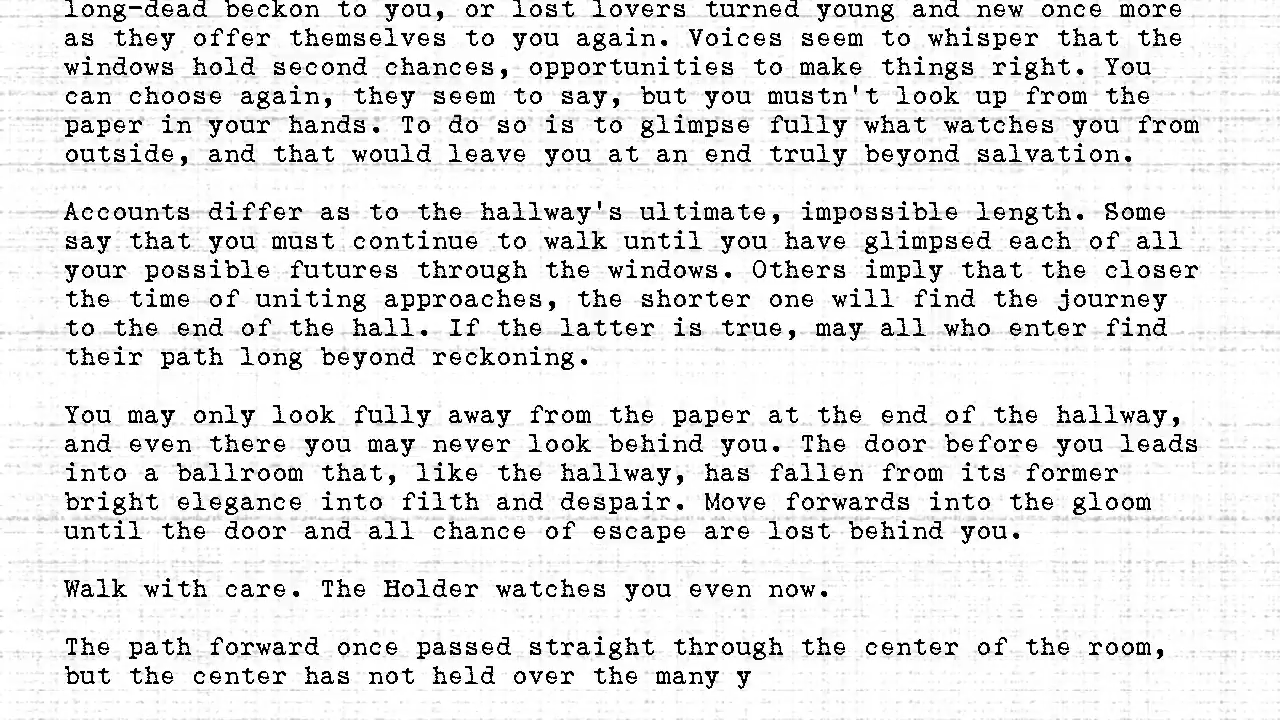 long-dead beckon to you, or lost lovers turned young and new once more
as they offer themselves to you again. Voices seem to whisper that the
windows hold second chances, opportunities to make things right. You
can choose again, they seem to say, but you mustn't look up from the
paper in your hands. To do so is to glimpse fully what watches you from
outside, and that would leave you at an end truly beyond salvation.

Accounts differ as to the hallway's ultimate, impossible length. Some
say that you must continue to walk until you have glimpsed each of all
your possible futures through the windows. Others imply that the closer
the time of uniting approaches, the shorter one will find the journey
to the end of the hall. If the latter is true, may all who enter find
their path long beyond reckoning.

You may only look fully away from the paper at the end of the hallway,
and even there you may never look behind you. The door before you leads
into a ballroom that, like the hallway, has fallen from its former
bright elegance into filth and despair. Move forwards into the gloom
until the door and all chance of escape are lost behind you.

Walk with care. The Holder watches you even now.

The path forward once passed straight through the center of the room,
but the center has not held over the many y